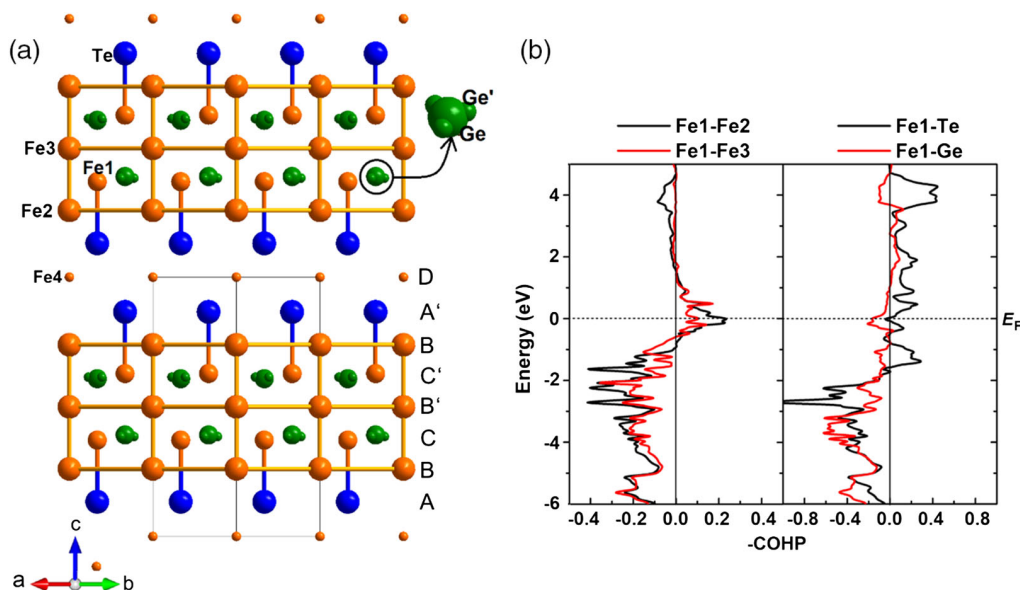 (a)
Te
Ge'
Ge
Fe3
Fe1
Fe2
Fe4
D
A‘
B
C‘
B‘
C
B
A
c
a
b
(b)
Fe1-Fe2
Fe1-Fe3
Fe1-Te
Fe1-Ge
Energy (eV)
4
2
0
-2
-4
-6
E_F
-0.4 -0.2 0.0 0.2 -0.8 -0.4 0.0 0.4 0.8
-COHP